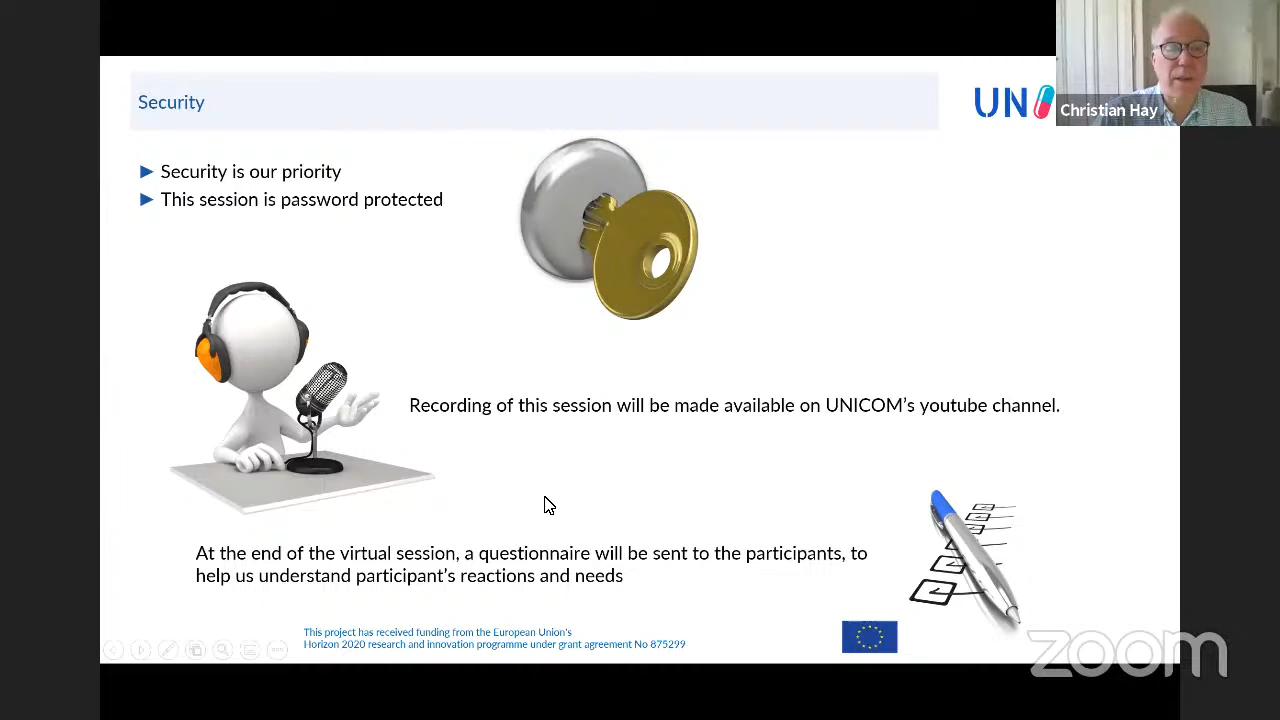 Security
UN
Christian Hay
Security is our priority
This session is password protected
Recording of this session will be made available on UNICOM’s youtube channel.
At the end of the virtual session, a questionnaire will be sent to the participants, to
help us understand participant’s reactions and needs
This project has received funding from the European Union's
Horizon 2020 research and innovation programme under grant agreement No 875299
zoom